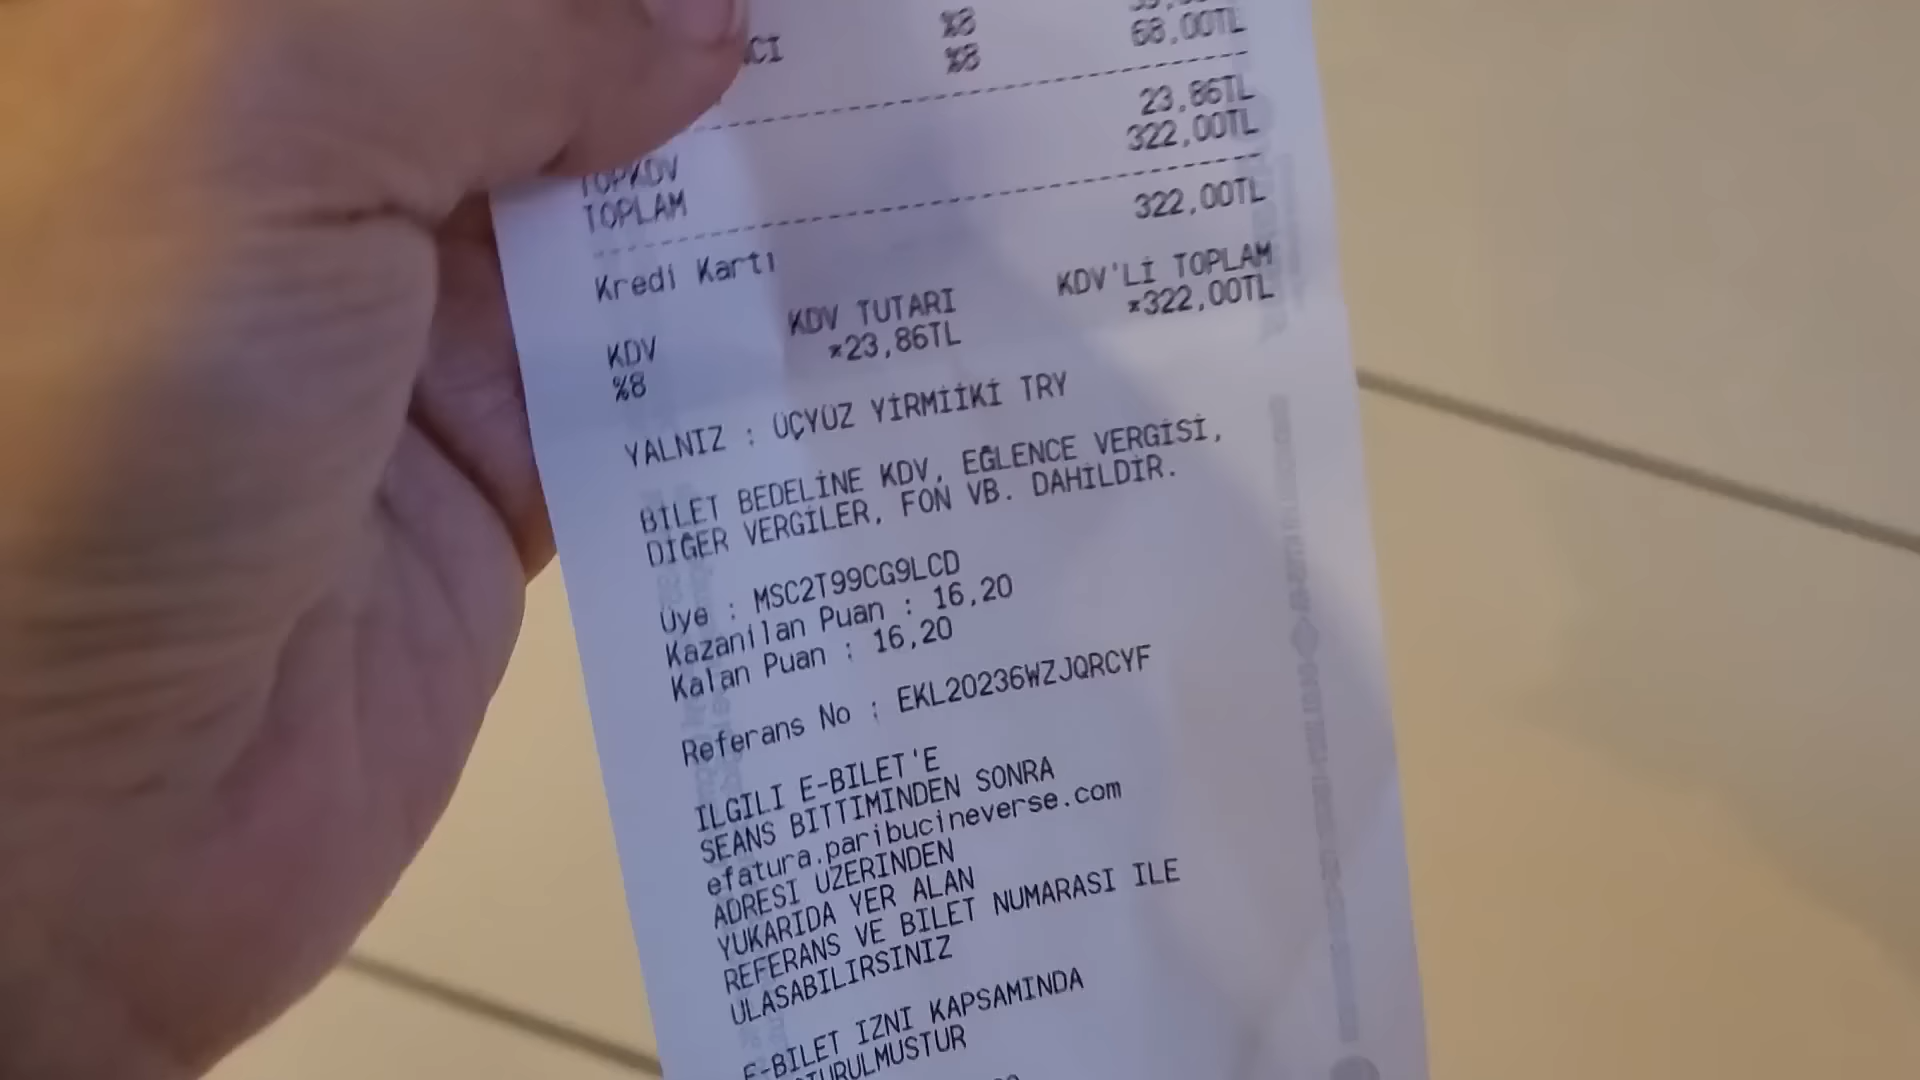 %8
%8 68,00TL
TOPKDV 23,86TL
TOPLAM 322,00TL
Kredi Kartı 322,00TL
KDV KDV TUTARI KDV'Lİ TOPLAM
%8 *23,86TL *322,00TL
YALNIZ : ÜÇYÜZ YİRMİİKİ TRY
BİLET BEDELİNE KDV, EĞLENCE VERGİSİ,
DİĞER VERGİLER, FON VB. DAHİLDİR.
Üye : MSC2T99CG9LCD
Kazanilan Puan : 16,20
Kalan Puan : 16,20
Referans No : EKL20236WZJQRCYF
ILGILI E-BILET'E
SEANS BITTIMINDEN SONRA
efatura.paribucineverse.com
ADRESI UZERINDEN
YUKARIDA YER ALAN
REFERANS VE BILET NUMARASI ILE
ULASABILIRSINIZ
E-BILET IZNI KAPSAMINDA